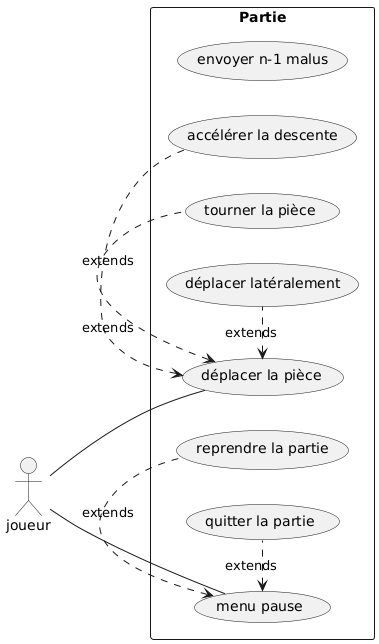 Partie
envoyer n-1 malus
accélérer la descente
tourner la pièce
extends
déplacer latéralement
extends
extends
déplacer la pièce
reprendre la partie
joueur
extends
quitter la partie
extends
menu pause